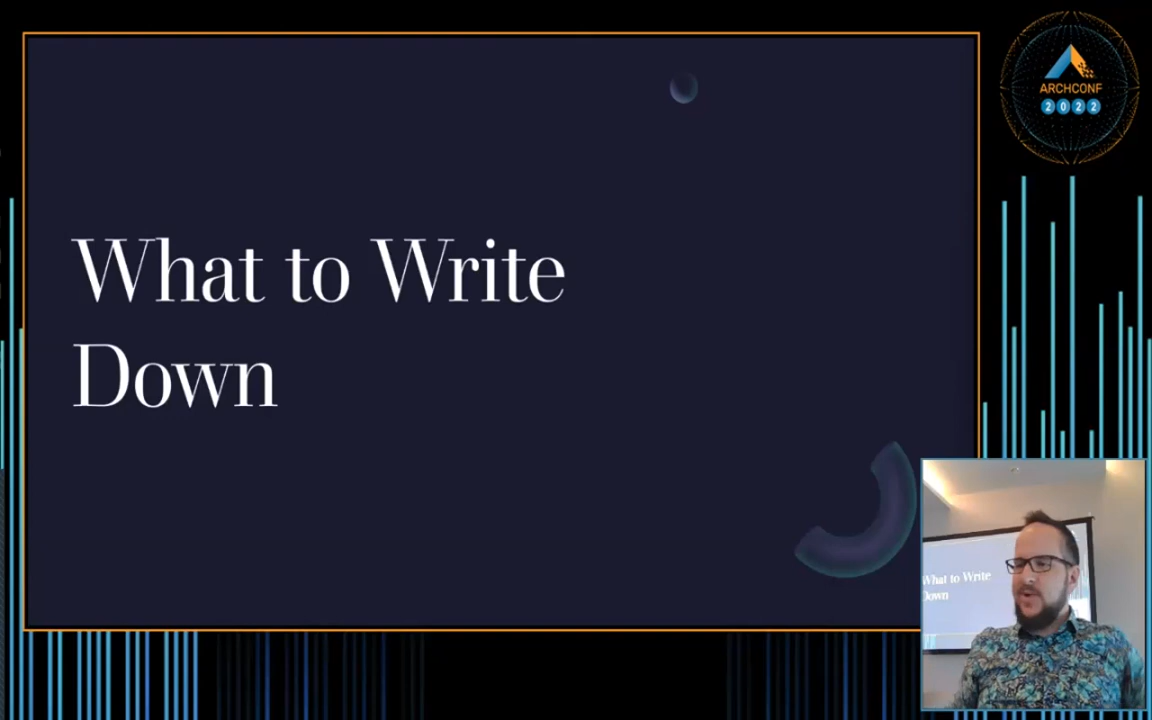 What to Write
Down
ARCHCONF
2022
What to Write
Down